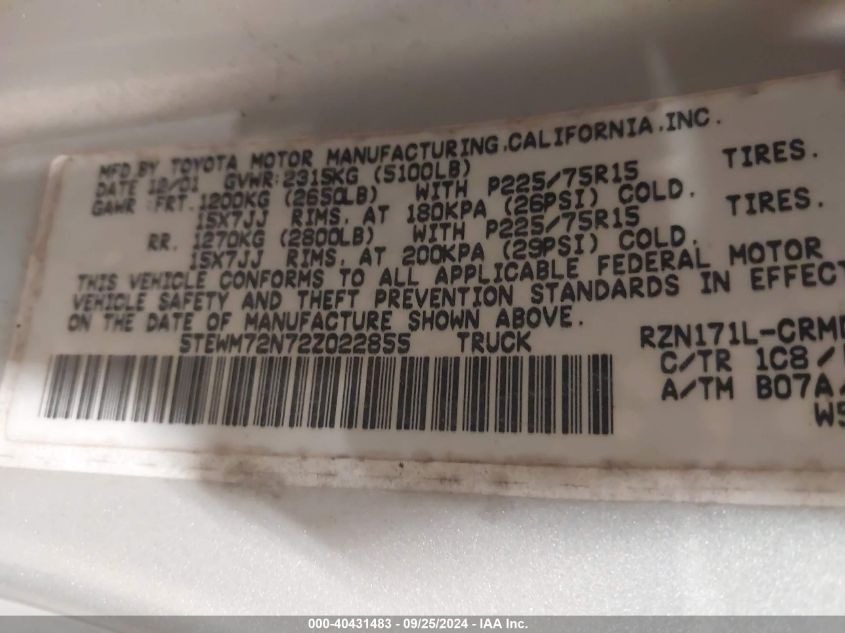 MFD BY TOYOTA MOTOR MANUFACTURING.CALIFORNIA.INC.
DATE 12/01 GVWR:2315KG (5100LB)
GAWR FRT.1200KG (2650LB) WITH P225/75R15 TIRES.
15X7JJ RIMS. AT 180KPA (26PSI) COLD.
RR. 1270KG (2800LB) WITH P225/75R15 TIRES.
15X7JJ RIMS. AT 200KPA (29PSI) COLD.
THIS VEHICLE CONFORMS TO ALL APPLICABLE FEDERAL MOTOR
VEHICLE SAFETY AND THEFT PREVENTION STANDARDS IN EFFECT
ON THE DATE OF MANUFACTURE SHOWN ABOVE.
5TEWM72N72Z022855 TRUCK RZN171L-CRM
C/TR 1C8/
A/TM B07A
W5
000-40431483 - 09/25/2024 - IAA Inc.